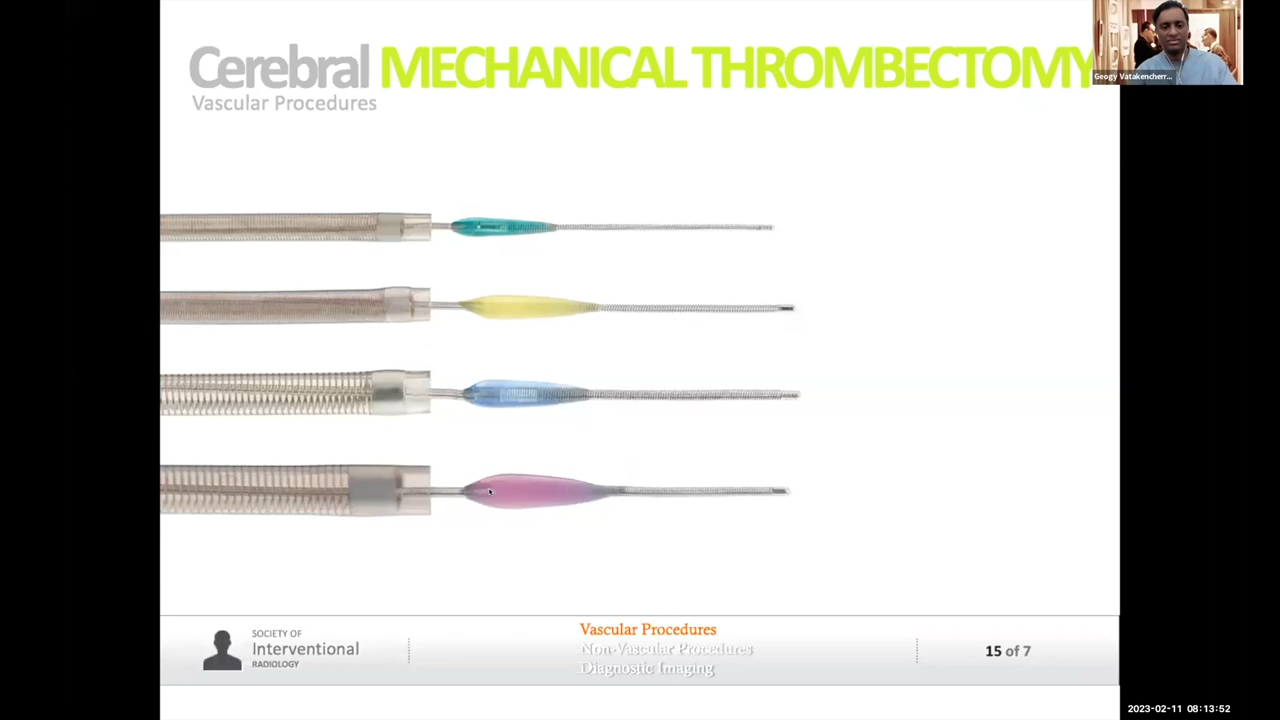 Cerebral MECHANICAL THROMBECTOMY
Vascular Procedures
Geogy Vatakencherr...
SOCIETY OF
Interventional
RADIOLOGY
Vascular Procedures
Non-Vascular Procedures
Diagnostic Imaging
15 of 7
2023-02-11 08:13:52